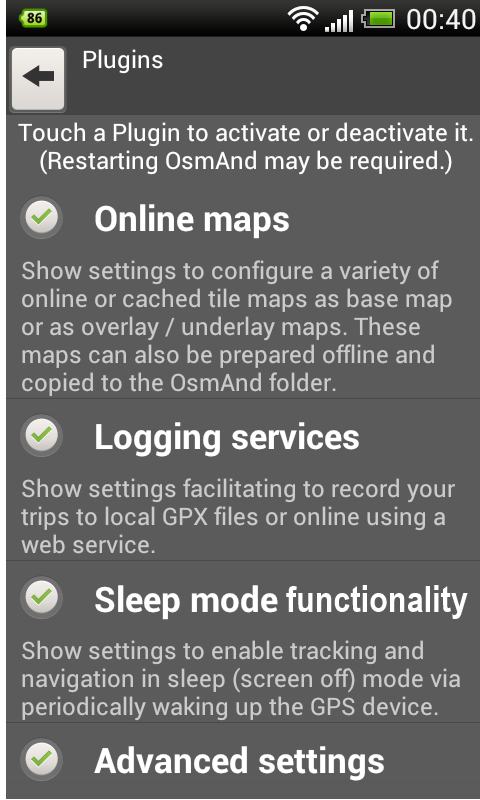 86
00:40
Plugins
Touch a Plugin to activate or deactivate it.
(Restarting OsmAnd may be required.)
Online maps
Show settings to configure a variety of
online or cached tile maps as base map
or as overlay / underlay maps. These
maps can also be prepared offline and
copied to the OsmAnd folder.
Logging services
Show settings facilitating to record your
trips to local GPX files or online using a
web service.
Sleep mode functionality
Show settings to enable tracking and
navigation in sleep (screen off) mode via
periodically waking up the GPS device.
Advanced settings